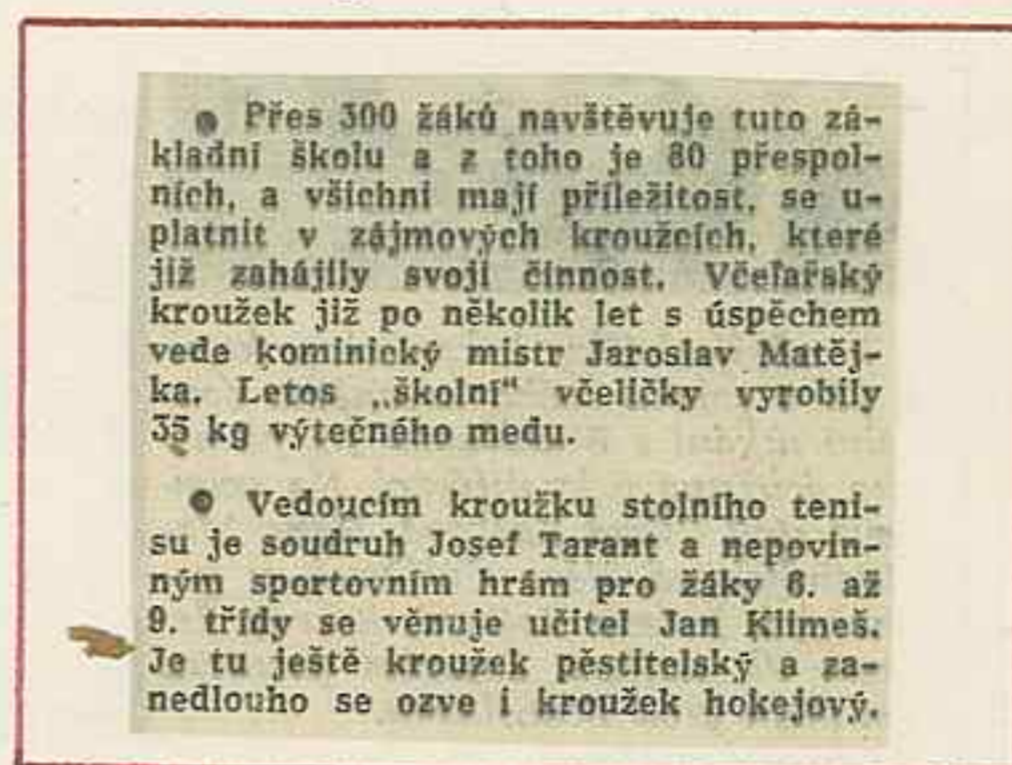 ● Přes 300 žáků navštěvuje tuto zá-
kladní školu a z toho je 80 přespol-
ních, a všichni mají příležitost, se u-
platnit v zájmových kroužcích, které
již zahájily svoji činnost. Včelařský
kroužek již po několik let s úspěchem
vede kominický mistr Jaroslav Matěj-
ka. Letos „školní“ včeličky vyrobily
35 kg výtečného medu.
● Vedoucím kroužku stolního teni-
su je soudruh Josef Tarant a nepovin-
ným sportovním hrám pro žáky 6. až
9. třídy se věnuje učitel Jan Klimeš.
Je tu ještě kroužek pěstitelský a za-
nedlouho se ozve i kroužek hokejový.